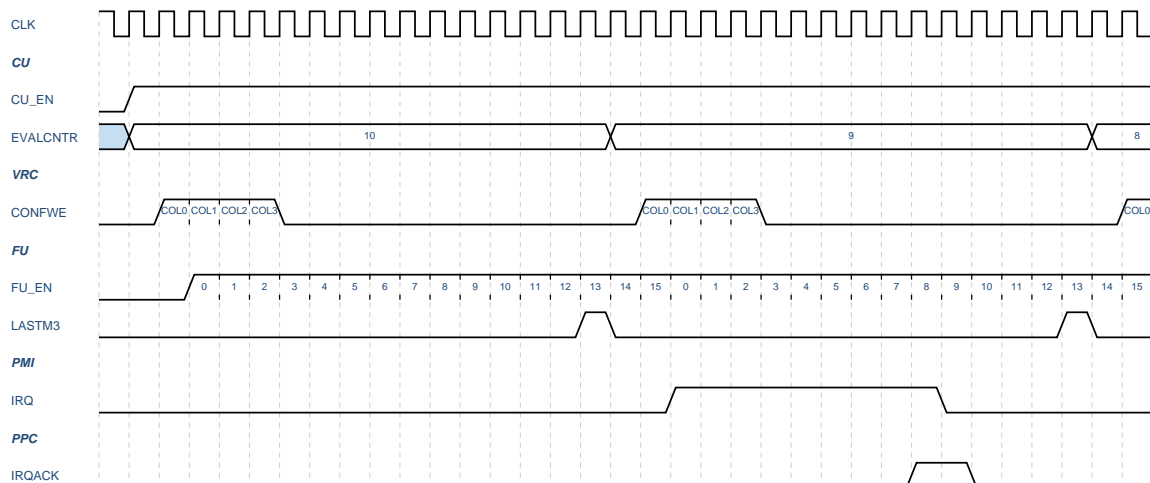 CLK
CU
CU_EN
EVALCNTR 10 9 8
VRC
CONFWE COL0 COL1 COL2 COL3 COL0 COL1 COL2 COL3 COL0
FU
FU_EN 0 1 2 3 4 5 6 7 8 9 10 11 12 13 14 15 0 1 2 3 4 5 6 7 8 9 10 11 12 13 14 15
LASTM3
PMI
IRQ
PPC
IRQACK